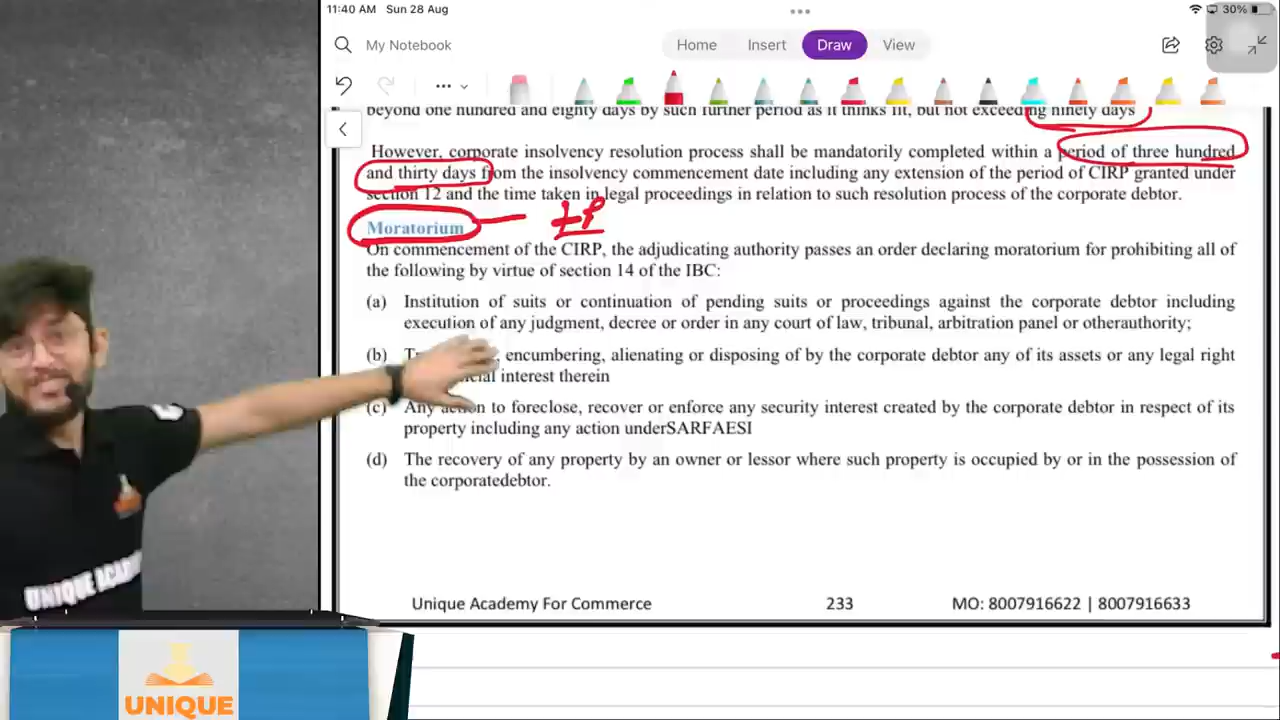 11:40 AM Sun 28 Aug
30%
My Notebook
Home
Insert
Draw
View
beyond one hundred and eighty days by such further period as it thinks fit, but not exceeding ninety days
However, corporate insolvency resolution process shall be mandatorily completed within a period of three hundred
and thirty days from the insolvency commencement date including any extension of the period of CIRP granted under
section 12 and the time taken in legal proceedings in relation to such resolution process of the corporate debtor.
Moratorium
On commencement of the CIRP, the adjudicating authority passes an order declaring moratorium for prohibiting all of
the following by virtue of section 14 of the IBC:
(a) Institution of suits or continuation of pending suits or proceedings against the corporate debtor including
execution of any judgment, decree or order in any court of law, tribunal, arbitration panel or otherauthority;
(b) encumbering, alienating or disposing of by the corporate debtor any of its assets or any legal right
interest therein
(c) Any action to foreclose, recover or enforce any security interest created by the corporate debtor in respect of its
property including any action underSARFAESI
(d) The recovery of any property by an owner or lessor where such property is occupied by or in the possession of
the corporatedebtor.
Unique Academy For Commerce 233 MO: 8007916622 | 8007916633
UNIQUE